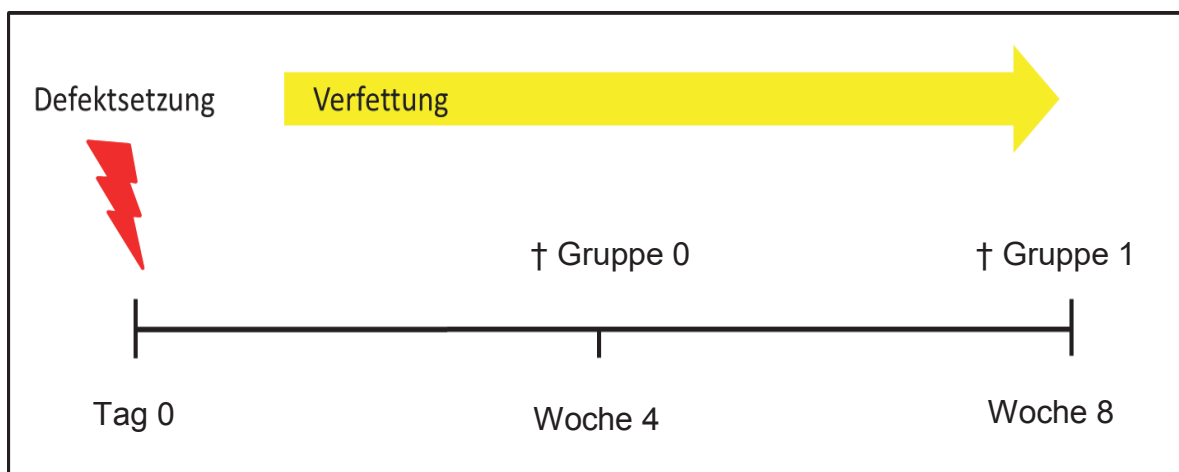 Defektsetzung
Verfettung
† Gruppe 0
† Gruppe 1
Tag 0
Woche 4
Woche 8